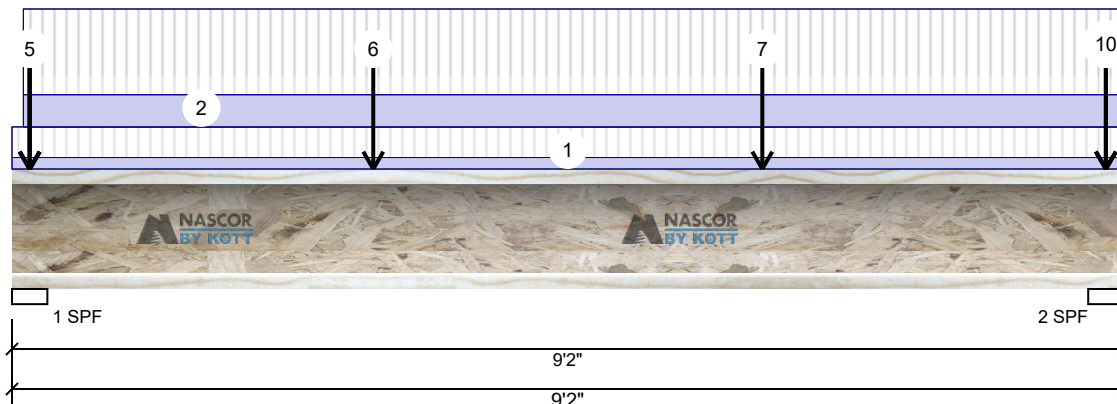 5
6
7
10
2
1
NASCOR
BY KOTT
NASCOR
BY KOTT
1 SPF
2 SPF
9'2"
9'2"